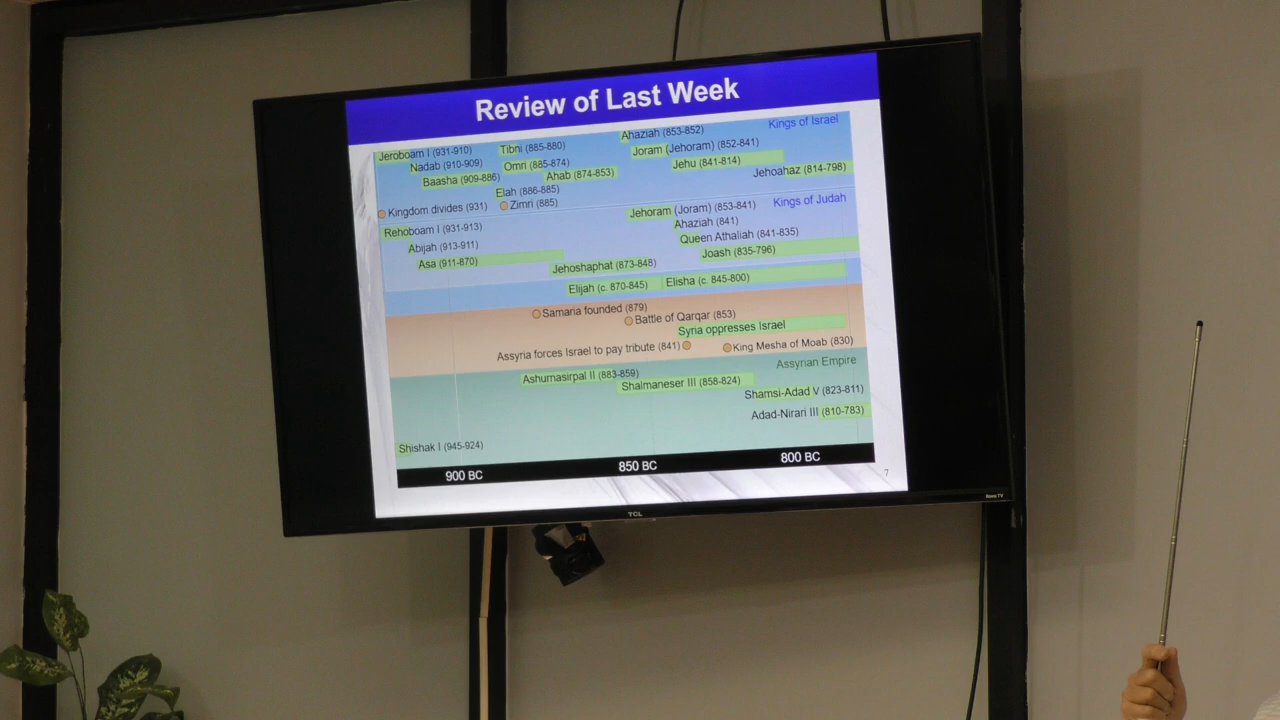 Review of Last Week
Kings of Israel
Jeroboam I (931-910)
Nadab (910-909)
Baasha (909-886)
Tibni (885-880)
Omri (885-874)
Ahab (874-853)
Elah (886-885)
Zimri (885)
Kingdom divides (931)
Ahaziah (853-852)
Joram (Jehoram) (852-841)
Jehu (841-814)
Jehoahaz (814-798)
Kings of Judah
Rehoboam I (931-913)
Abijah (913-911)
Asa (911-870)
Jehoshaphat (873-848)
Jehoram (Joram) (853-841)
Ahaziah (841)
Queen Athaliah (841-835)
Joash (835-796)
Elijah (c. 870-845)
Elisha (c. 845-800)
Samaria founded (879)
Battle of Qarqar (853)
Syria oppresses Israel
Assyria forces Israel to pay tribute (841)
King Mesha of Moab (830)
Assyrian Empire
Ashurnasirpal II (883-859)
Shalmaneser III (858-824)
Shamsi-Adad V (823-811)
Adad-Nirari III (810-783)
Shishak I (945-924)
900 BC
850 BC
800 BC
7
TCL
Roku TV